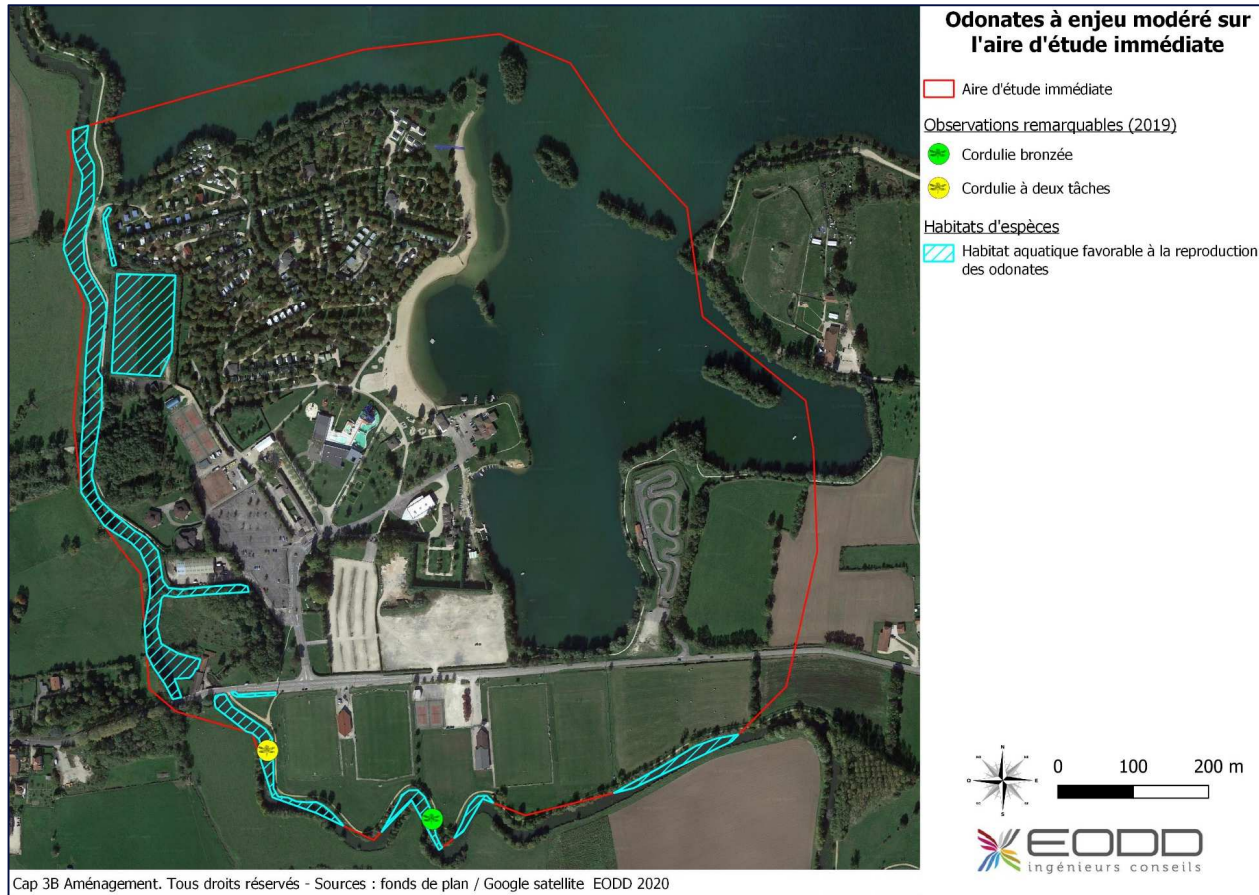 Odonates à enjeu modéré sur
l'aire d'étude immédiate
Aire d'étude immédiate
Observations remarquables (2019)
Cordulie bronzée
Cordulie à deux tâches
Habitats d'espèces
Habitat aquatique favorable à la reproduction
des odonates
N
O
E
S
0 100 200 m
EODD
ingénieurs conseils
Cap 3B Aménagement. Tous droits réservés - Sources : fonds de plan / Google satellite EODD 2020